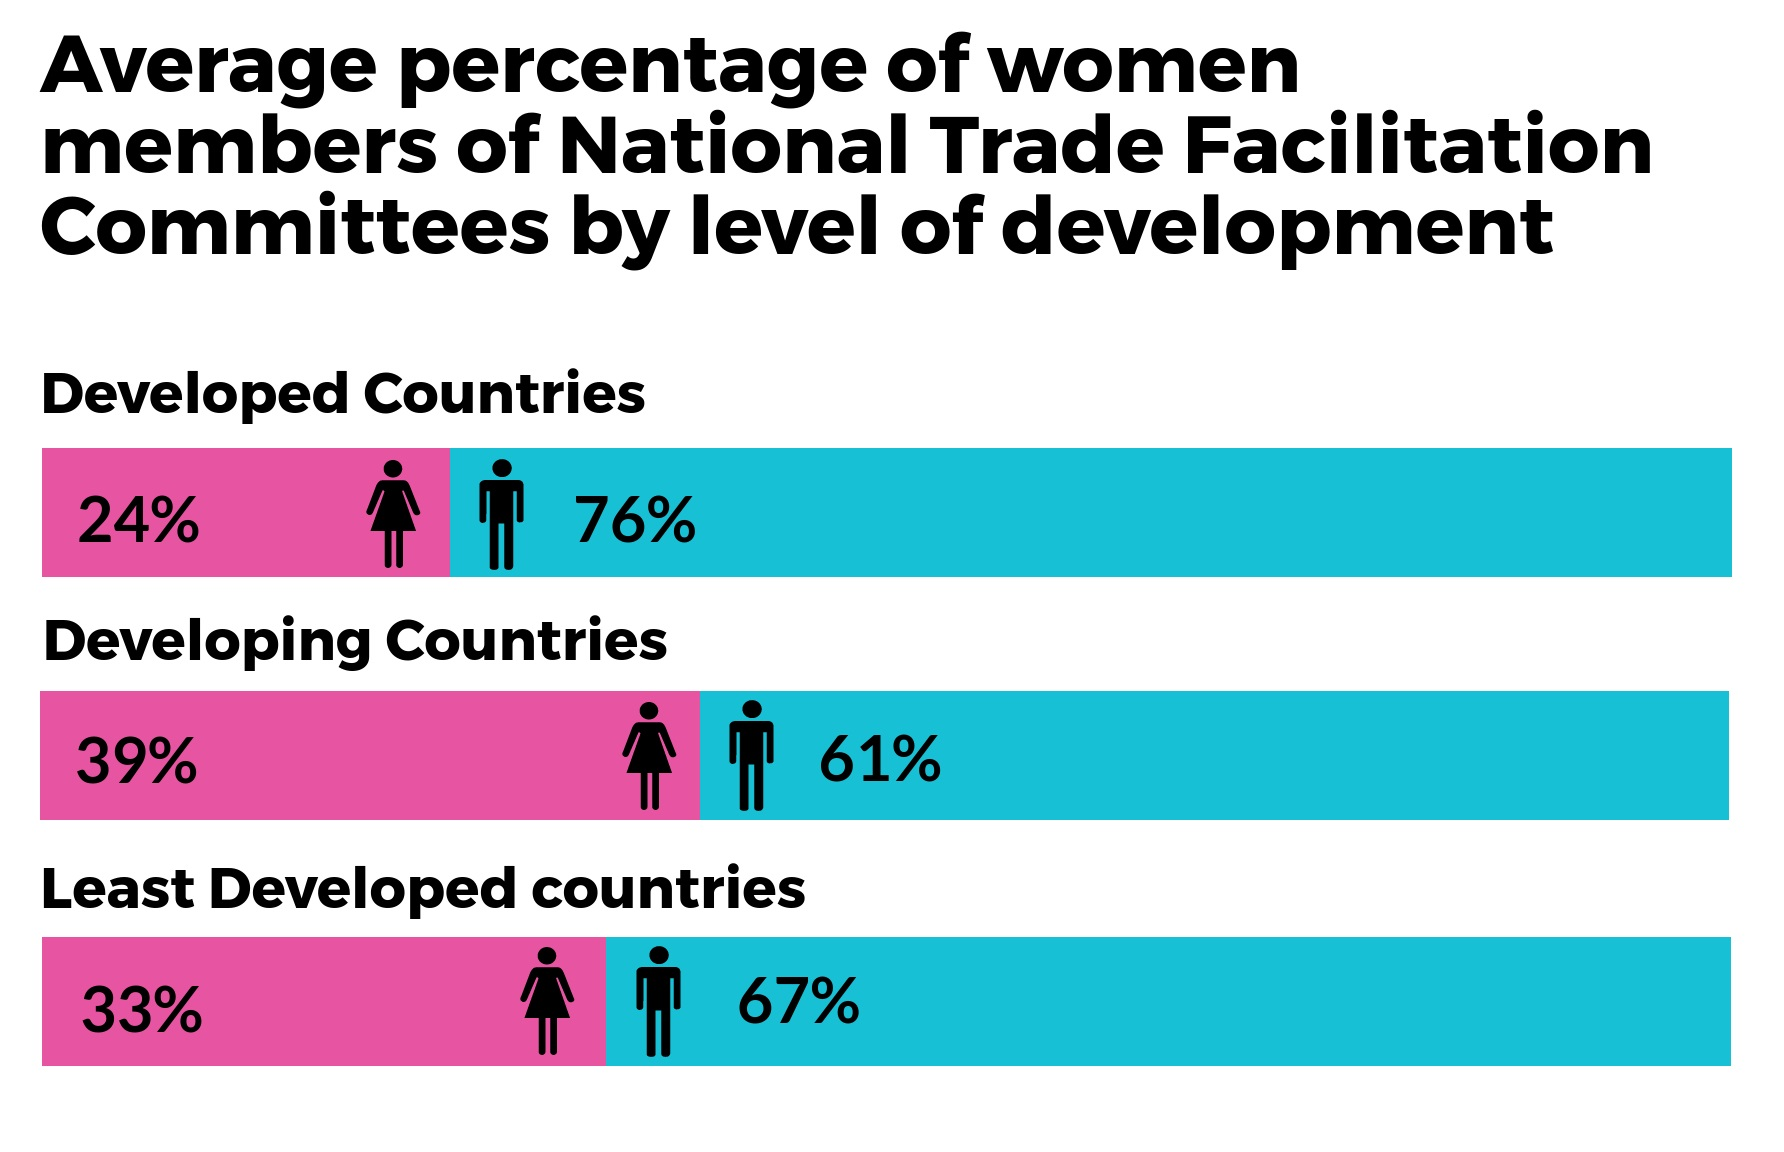 Average percentage of women
members of National Trade Facilitation
Committees by level of development
Developed Countries
24% 76%
Developing Countries
39% 61%
Least Developed countries
33% 67%